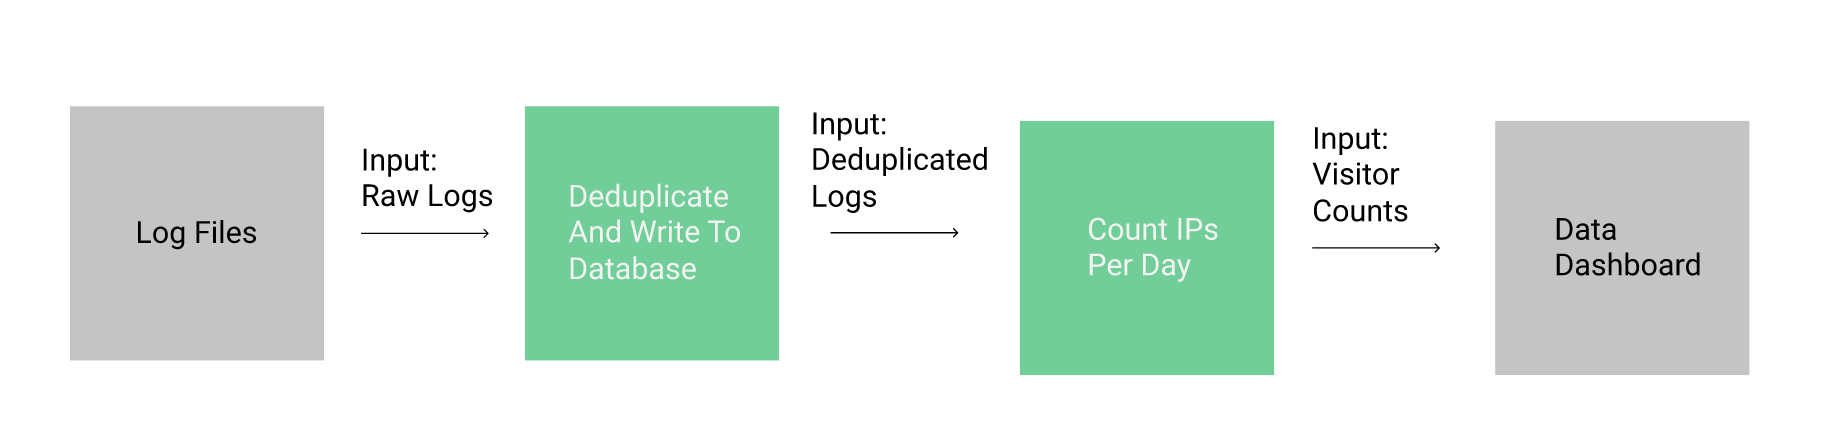 Log Files
Input:
Raw Logs
Deduplicate
And Write To
Database
Input:
Deduplicated
Logs
Count IPs
Per Day
Input:
Visitor
Counts
Data
Dashboard